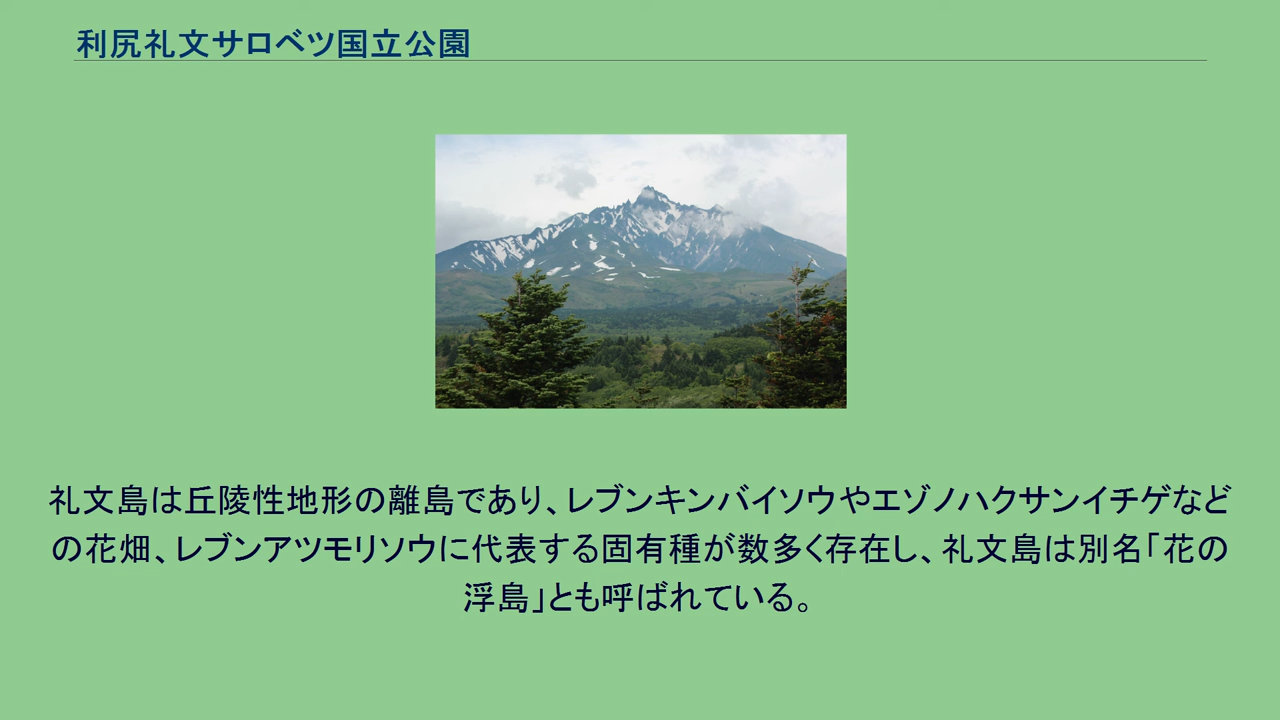 利尻礼文サロベツ国立公園
礼文島は丘陵性地形の離島であり、レブンキンバイソウやエゾノハクサンイチゲなど
の花畑、レブンアツモリソウに代表する固有種が数多く存在し、礼文島は別名「花の
浮島」とも呼ばれている。